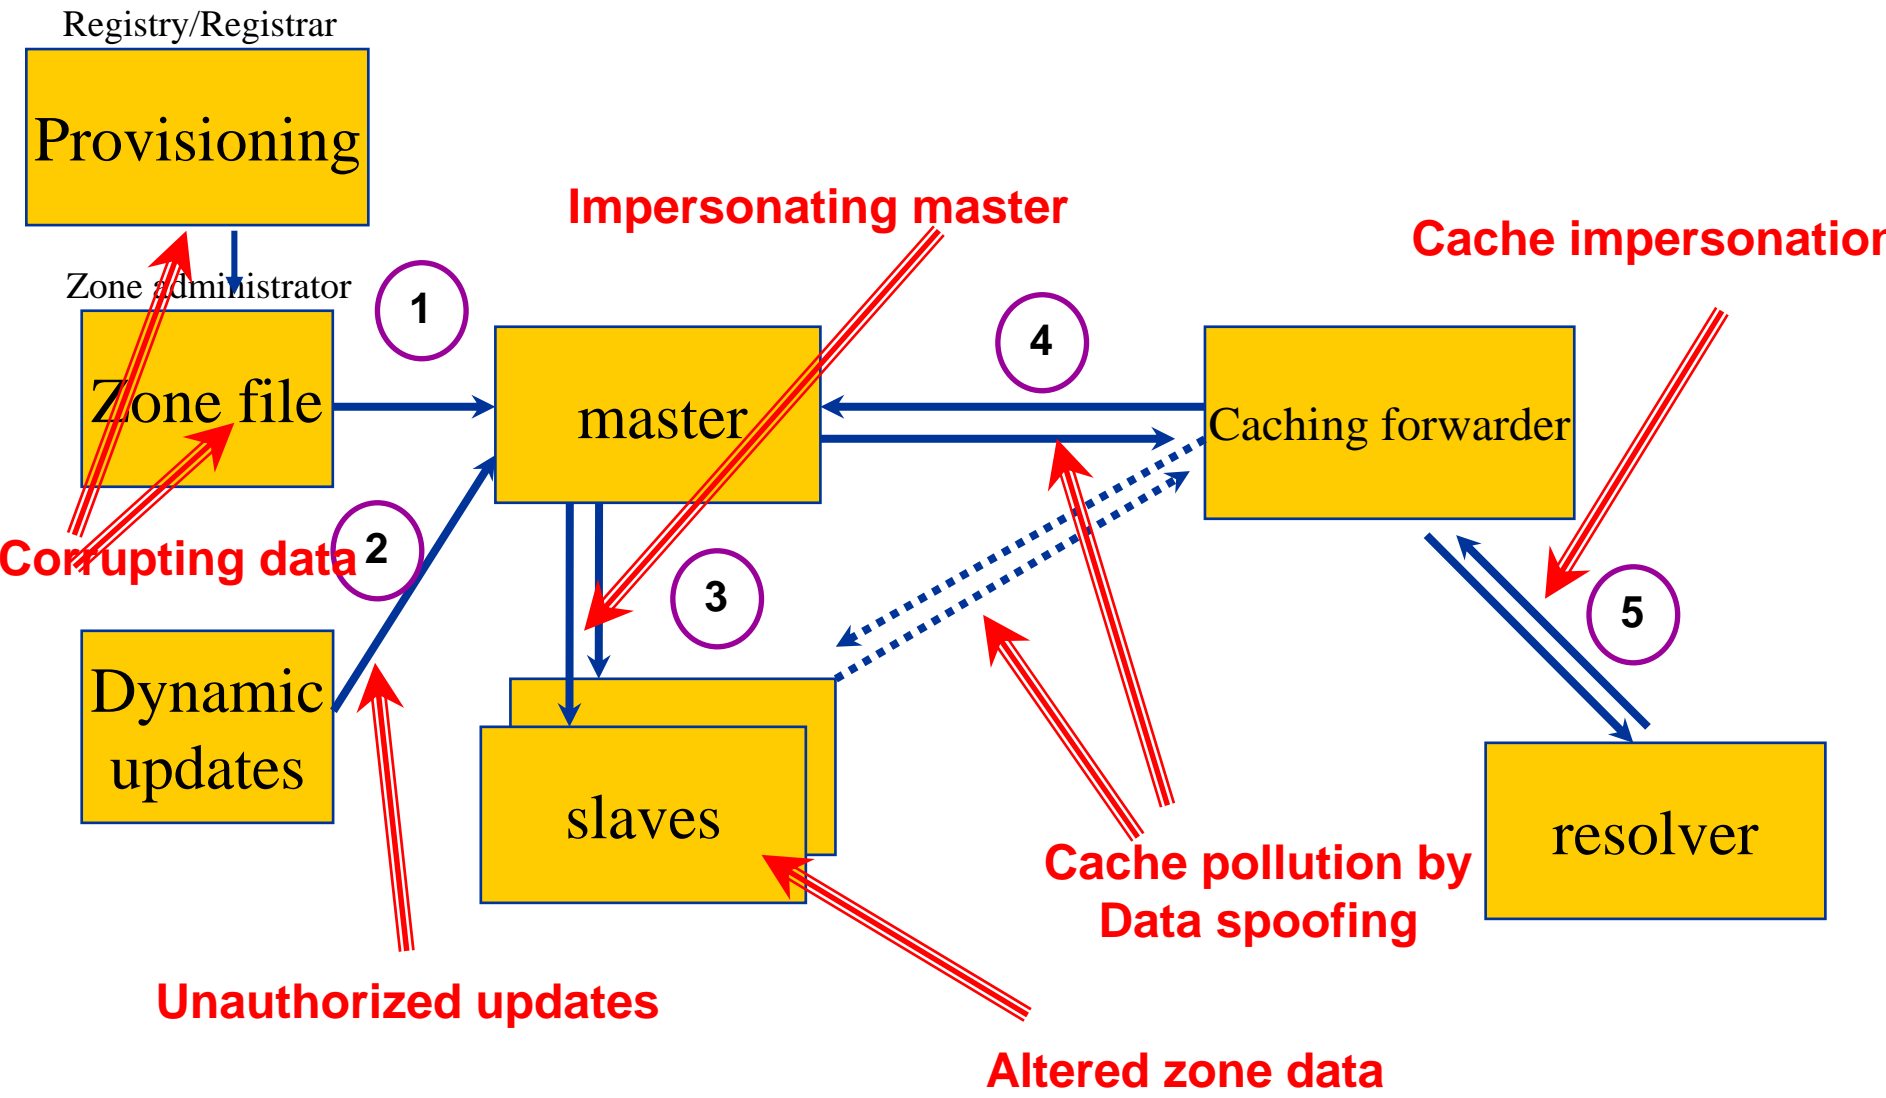 Registry/Registrar
Provisioning
Impersonating master
Cache impersonation
Zone administrator
1
4
Zone file
master
Caching forwarder
Corrupting data
2
3
5
Dynamic
updates
slaves
resolver
Cache pollution by
Data spoofing
Unauthorized updates
Altered zone data